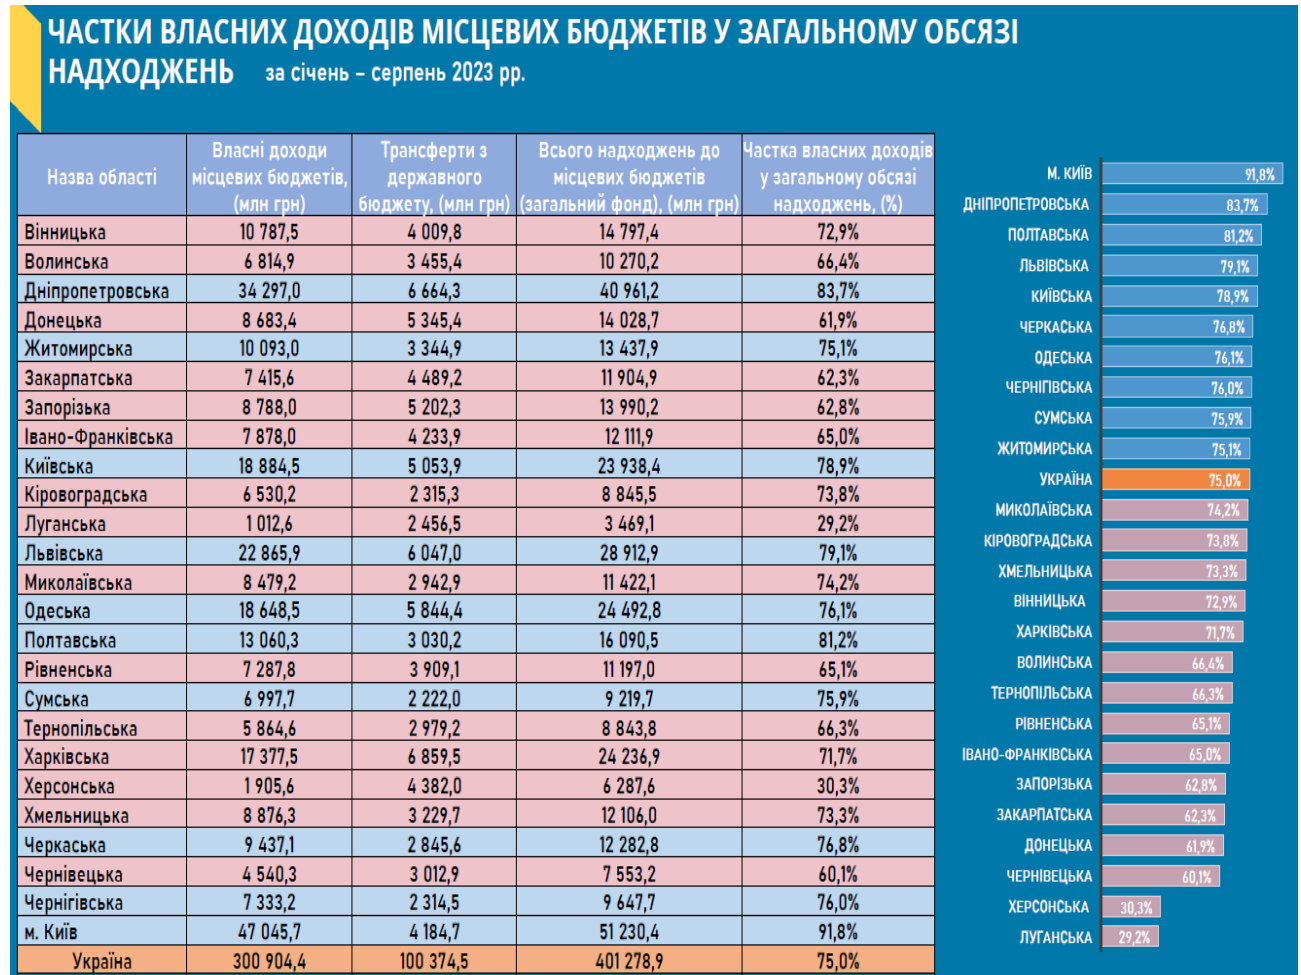 ЧАСТКИ ВЛАСНИХ ДОХОДІВ МІСЦЕВИХ БЮДЖЕТІВ У ЗАГАЛЬНОМУ ОБСЯЗІ
НАДХОДЖЕНЬ за січень – серпень 2023 рр.
Назва області
Власні доходи
місцевих бюджетів,
(млн грн)
Трансферти з
державного
бюджету, (млн грн)
Всього надходжень до
місцевих бюджетів
(загальний фонд), (млн грн)
Частка власних доходів
у загальному обсязі
надходжень, (%)
Вінницька 10 787,5 4 009,8 14 797,4 72,9%
Волинська 6 814,9 3 455,4 10 270,2 66,4%
Дніпропетровська 34 297,0 6 664,3 40 961,2 83,7%
Донецька 8 683,4 5 345,4 14 028,7 61,9%
Житомирська 10 093,0 3 344,9 13 437,9 75,1%
Закарпатська 7 415,6 4 489,2 11 904,9 62,3%
Запорізька 8 788,0 5 202,3 13 990,2 62,8%
Івано-Франківська 7 878,0 4 233,9 12 111,9 65,0%
Київська 18 884,5 5 053,9 23 938,4 78,9%
Кіровоградська 6 530,2 2 315,3 8 845,5 73,8%
Луганська 1 012,6 2 456,5 3 469,1 29,2%
Львівська 22 865,9 6 047,0 28 912,9 79,1%
Миколаївська 8 479,2 2 942,9 11 422,1 74,2%
Одеська 18 648,5 5 844,4 24 492,8 76,1%
Полтавська 13 060,3 3 030,2 16 090,5 81,2%
Рівненська 7 287,8 3 909,1 11 197,0 65,1%
Сумська 6 997,7 2 222,0 9 219,7 75,9%
Тернопільська 5 864,6 2 979,2 8 843,8 66,3%
Харківська 17 377,5 6 859,5 24 236,9 71,7%
Херсонська 1 905,6 4 382,0 6 287,6 30,3%
Хмельницька 8 876,3 3 229,7 12 106,0 73,3%
Черкаська 9 437,1 2 845,6 12 282,8 76,8%
Чернівецька 4 540,3 3 012,9 7 553,2 60,1%
Чернігівська 7 333,2 2 314,5 9 647,7 76,0%
м. Київ 47 045,7 4 184,7 51 230,4 91,8%
Україна 300 904,4 100 374,5 401 278,9 75,0%
М. КИЇВ 91,8%
ДНІПРОПЕТРОВСЬКА 83,7%
ПОЛТАВСЬКА 81,2%
ЛЬВІВСЬКА 79,1%
КИЇВСЬКА 78,9%
ЧЕРКАСЬКА 76,8%
ОДЕСЬКА 76,1%
ЧЕРНІГІВСЬКА 76,0%
СУМСЬКА 75,9%
ЖИТОМИРСЬКА 75,1%
УКРАЇНА 75,0%
МИКОЛАЇВСЬКА 74,2%
КІРОВОГРАДСЬКА 73,8%
ХМЕЛЬНИЦЬКА 73,3%
ВІННИЦЬКА 72,9%
ХАРКІВСЬКА 71,7%
ВОЛИНСЬКА 66,4%
ТЕРНОПІЛЬСЬКА 66,3%
РІВНЕНСЬКА 65,1%
ІВАНО-ФРАНКІВСЬКА 65,0%
ЗАПОРІЗЬКА 62,8%
ЗАКАРПАТСЬКА 62,3%
ДОНЕЦЬКА 61,9%
ЧЕРНІВЕЦЬКА 60,1%
ХЕРСОНСЬКА 30,3%
ЛУГАНСЬКА 29,2%